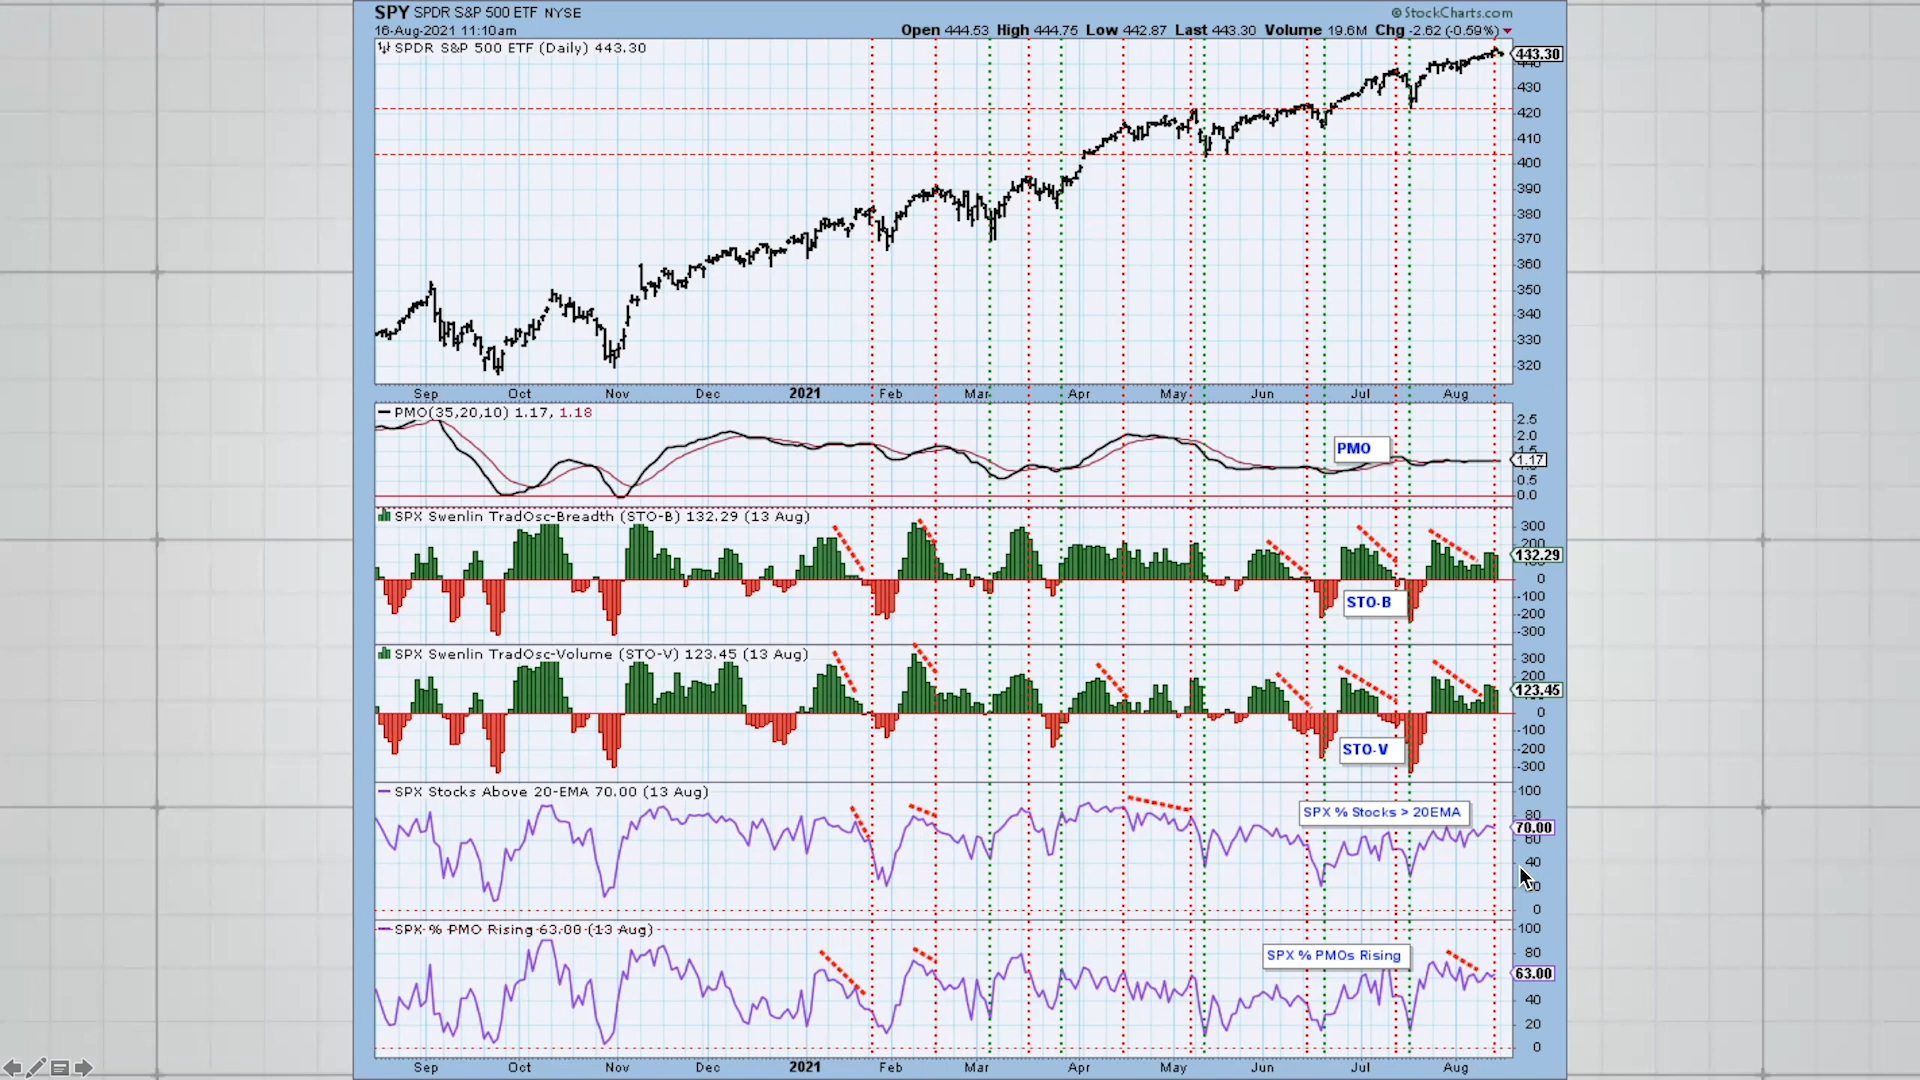 SPY SPDR S&P 500 ETF NYSE
© StockCharts.com
16-Aug-2021 11:10am
Open 444.53 High 444.75 Low 442.87 Last 443.30 Volume 19.6M Chg -2.62 (-0.59%)
SPDR S&P 500 ETF (Daily) 443.30
443.30
440
430
420
410
400
390
380
370
360
350
340
330
320
Sep Oct Nov Dec 2021 Feb Mar Apr May Jun Jul Aug
PMO(35,20,10) 1.17, 1.18
2.5
2.0
1.5
PMO
1.17
0.5
0.0
SPX Swenlin TradOsc-Breadth (STO-B) 132.29 (13 Aug)
300
200
132.29
0
-100
STO-B
-200
-300
SPX Swenlin TradOsc-Volume (STO-V) 123.45 (13 Aug)
300
200
123.45
0
-100
STO-V
-200
-300
SPX Stocks Above 20-EMA 70.00 (13 Aug)
100
80
SPX % Stocks > 20EMA
70.00
60
40
0
SPX % PMO Rising 63.00 (13 Aug)
100
80
SPX % PMOs Rising
63.00
40
20
0
Sep Oct Nov Dec 2021 Feb Mar Apr May Jun Jul Aug